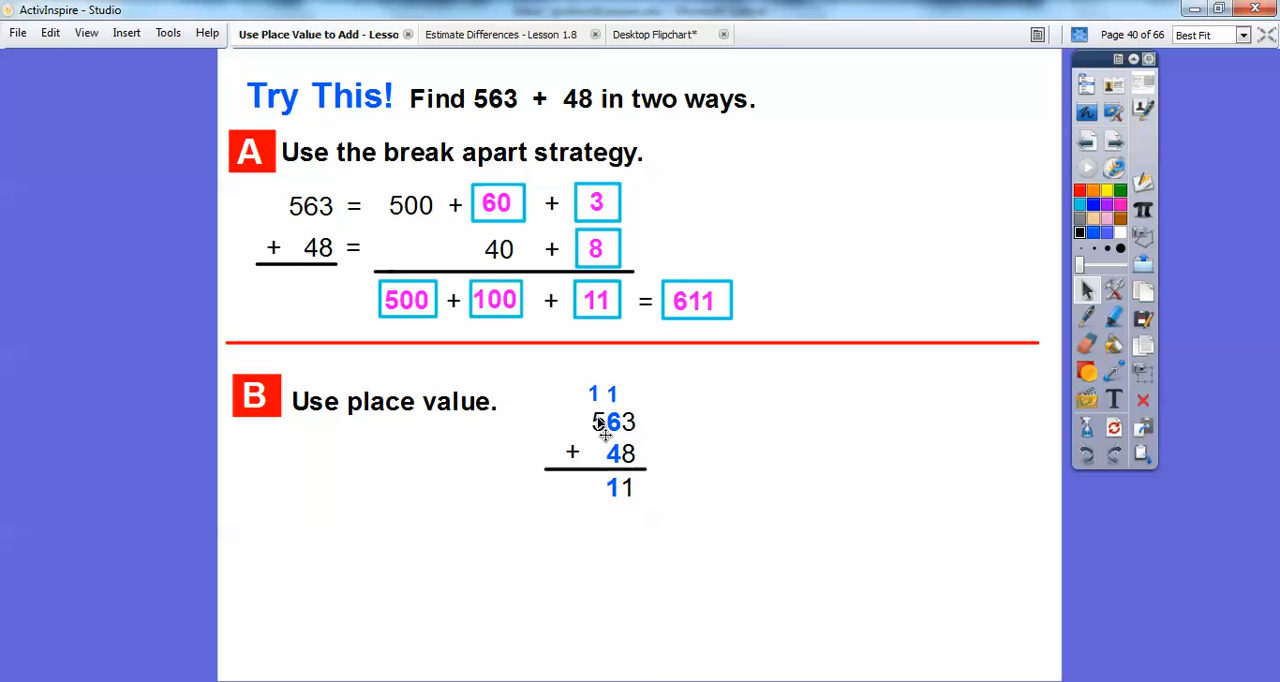 ActivInspire - Studio
File Edit View Insert Tools Help
Use Place Value to Add - Lesso
Estimate Differences - Lesson 1.8
Desktop Flipchart*
Page 40 of 66
Best Fit
Try This! Find 563 + 48 in two ways.
A Use the break apart strategy.
563 = 500 + 60 + 3
+ 48 = 40 + 8
500 + 100 + 11 = 611
B Use place value.
1 1
563
+ 48
11